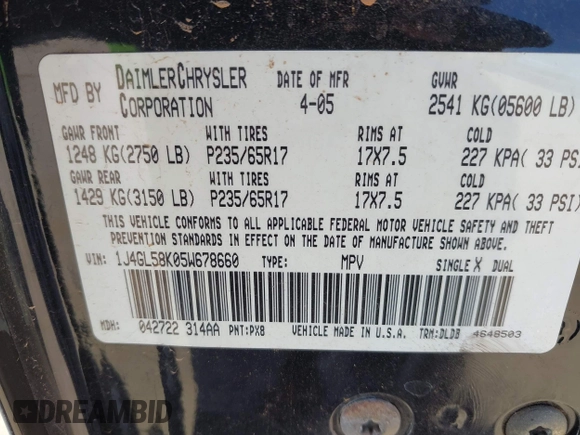 MFD BY DAIMLERCHRYSLER CORPORATION DATE OF MFR 4-05 GVWR 2541 KG(05600 LB)
GAWR FRONT WITH TIRES RIMS AT COLD
1248 KG(2750 LB) P235/65R17 17X7.5 227 KPA( 33 PSI
GAWR REAR WITH TIRES RIMS AT COLD
1429 KG(3150 LB) P235/65R17 17X7.5 227 KPA( 33 PSI)
THIS VEHICLE CONFORMS TO ALL APPLICABLE FEDERAL MOTOR VEHICLE SAFETY AND THEFT
PREVENTION STANDARDS IN EFFECT ON THE DATE OF MANUFACTURE SHOWN ABOVE.
VIN: 1J4GL58K05W678660 TYPE: MPV SINGLE X DUAL
MDH: 042722 314AA PNT:PX8 VEHICLE MADE IN U.S.A. TRM:DLDB 4648503
DREAMBID